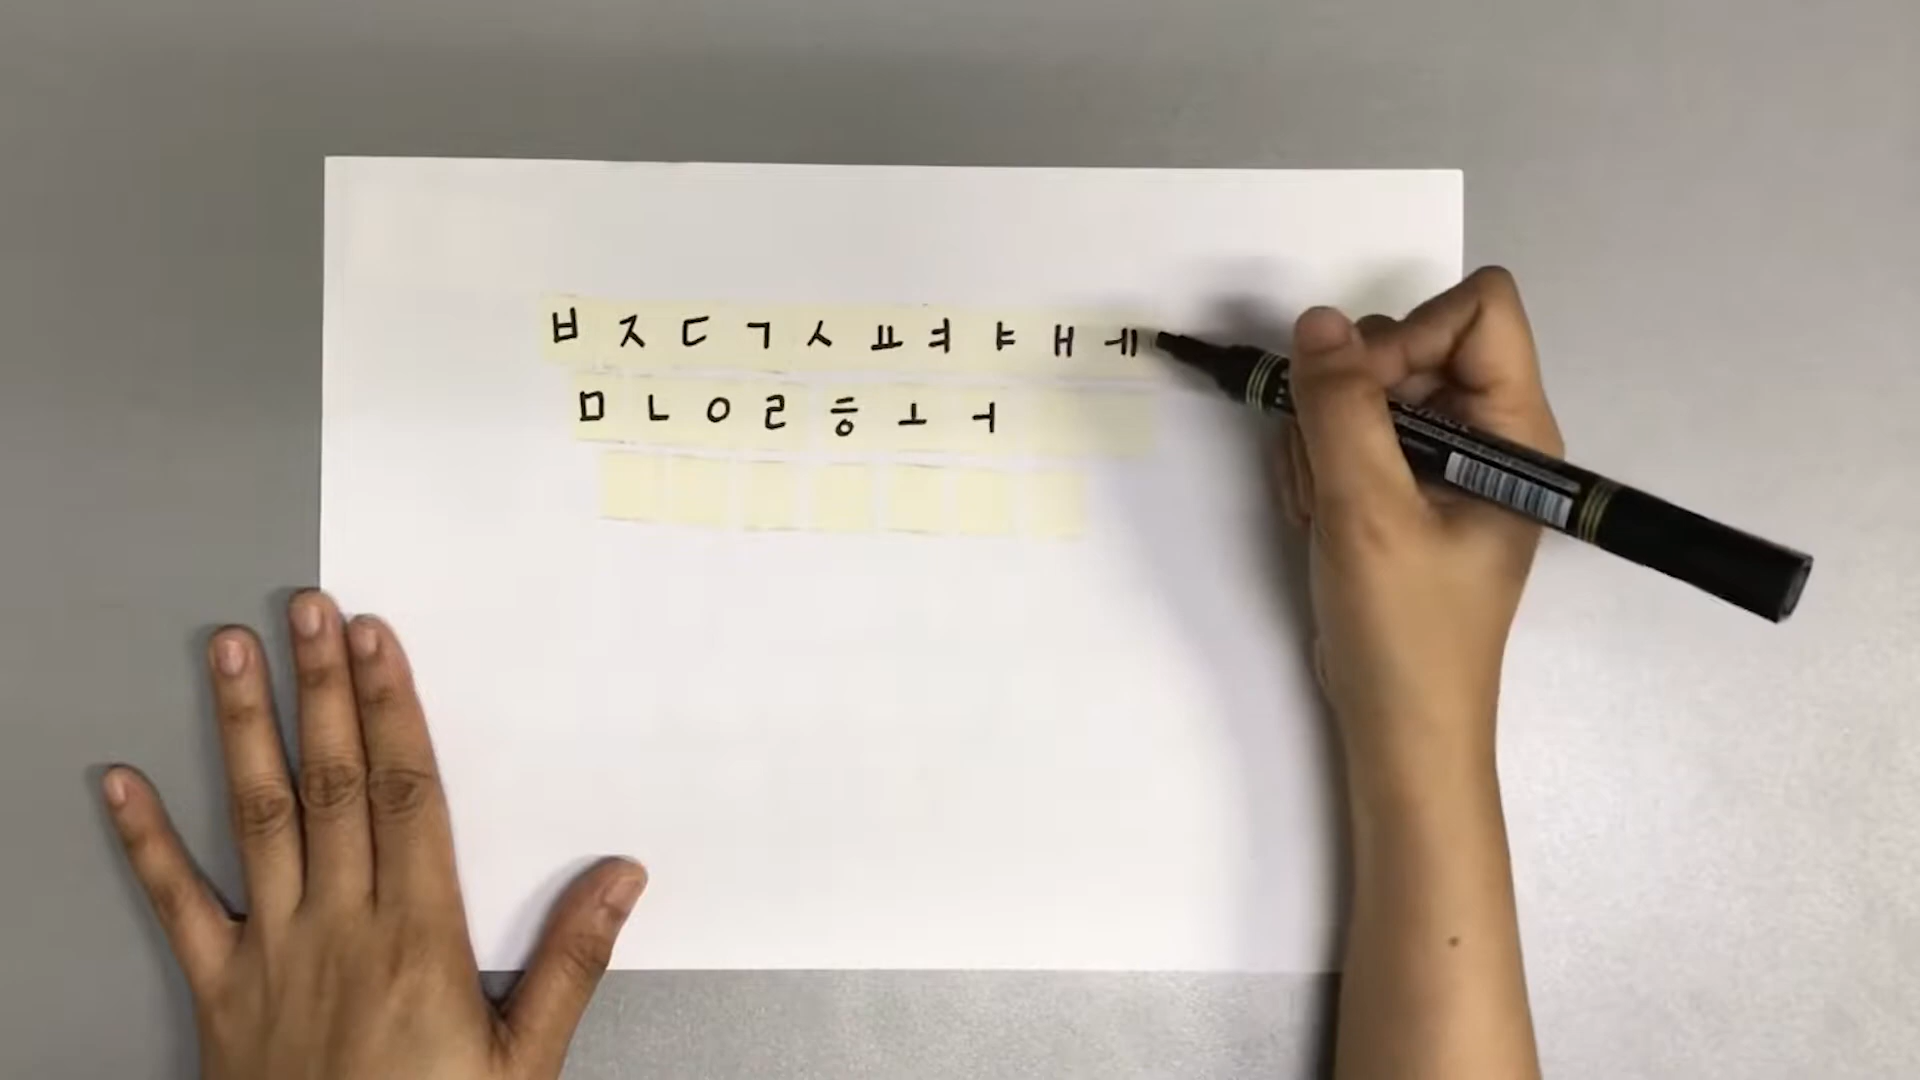 ㅂ ㅈ ㄷ ㄱ ㅅ ㅛ ㅕ ㅑ ㅐ ㅔ
ㅁ ㄴ ㅇ ㄹ ㅎ ㅗ ㅓ